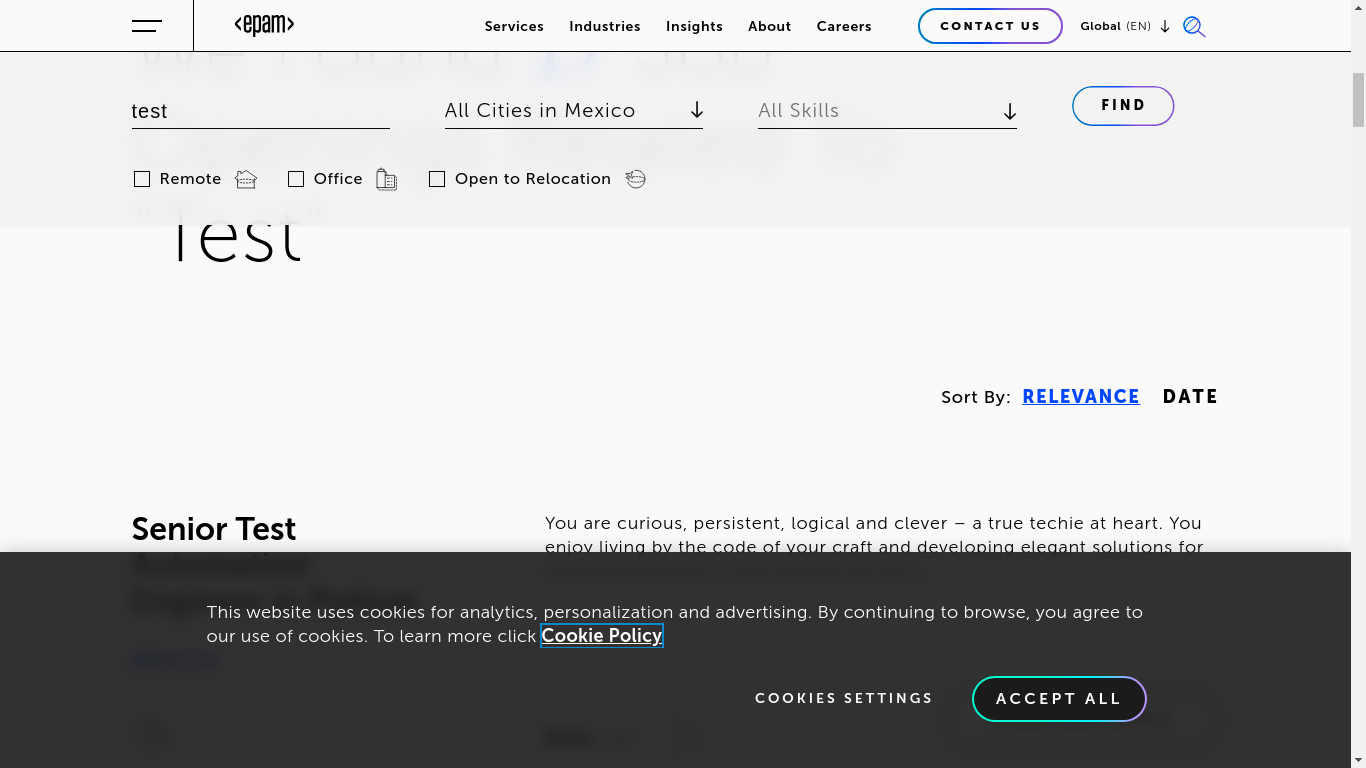 <epam>
Services Industries Insights About Careers CONTACT US Global (EN)
test All Cities in Mexico All Skills FIND
Remote Office Open to Relocation
Test
Sort By: RELEVANCE DATE
Senior Test
You are curious, persistent, logical and clever – a true techie at heart. You
enjoy living by the code of your craft and developing elegant solutions for
This website uses cookies for analytics, personalization and advertising. By continuing to browse, you agree to
our use of cookies. To learn more click Cookie Policy
COOKIES SETTINGS ACCEPT ALL